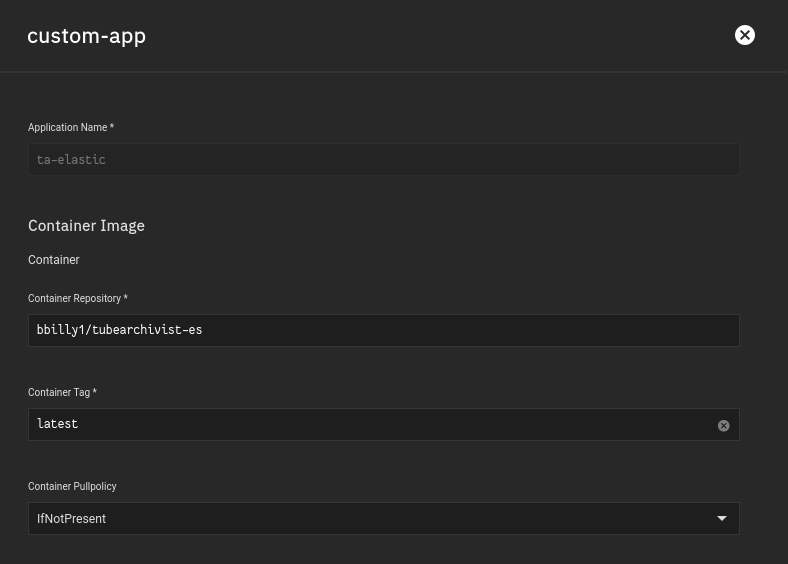 custom-app
Application Name *
ta-elastic
Container Image
Container
Container Repository *
bbilly1/tubearchivist-es
Container Tag *
latest
Container Pullpolicy
IfNotPresent